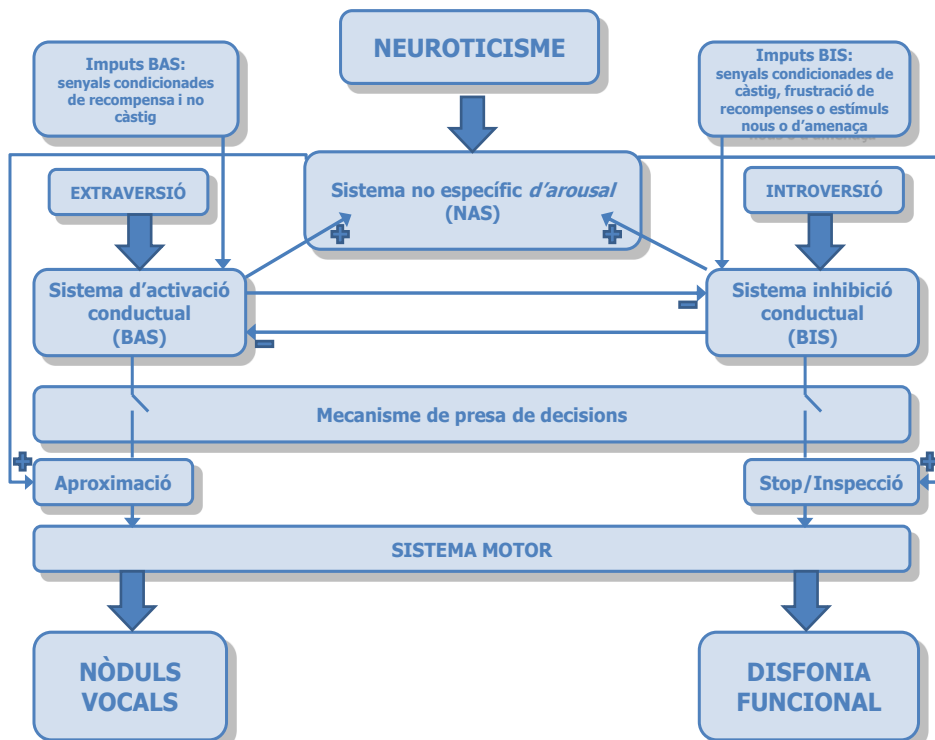 NEUROTICISME
Imputs BAS:
senyals condicionades
de recompensa i no
càstig
Imputs BIS:
senyals condicionades de
càstig, frustració de
recompenses o estímuls
nous o d'amenaça
nous o d'amenaça
EXTRAVERSIÓ
Sistema no específic d'arousal
(NAS)
INTROVERSIÓ
+
+
Sistema d'activació
conductual
(BAS)
Sistema inhibició
conductual
(BIS)
−
−
Mecanisme de presa de decisions
+
+
Aproximació
Stop/Inspecció
SISTEMA MOTOR
NÒDULS
VOCALS
DISFONIA
FUNCIONAL